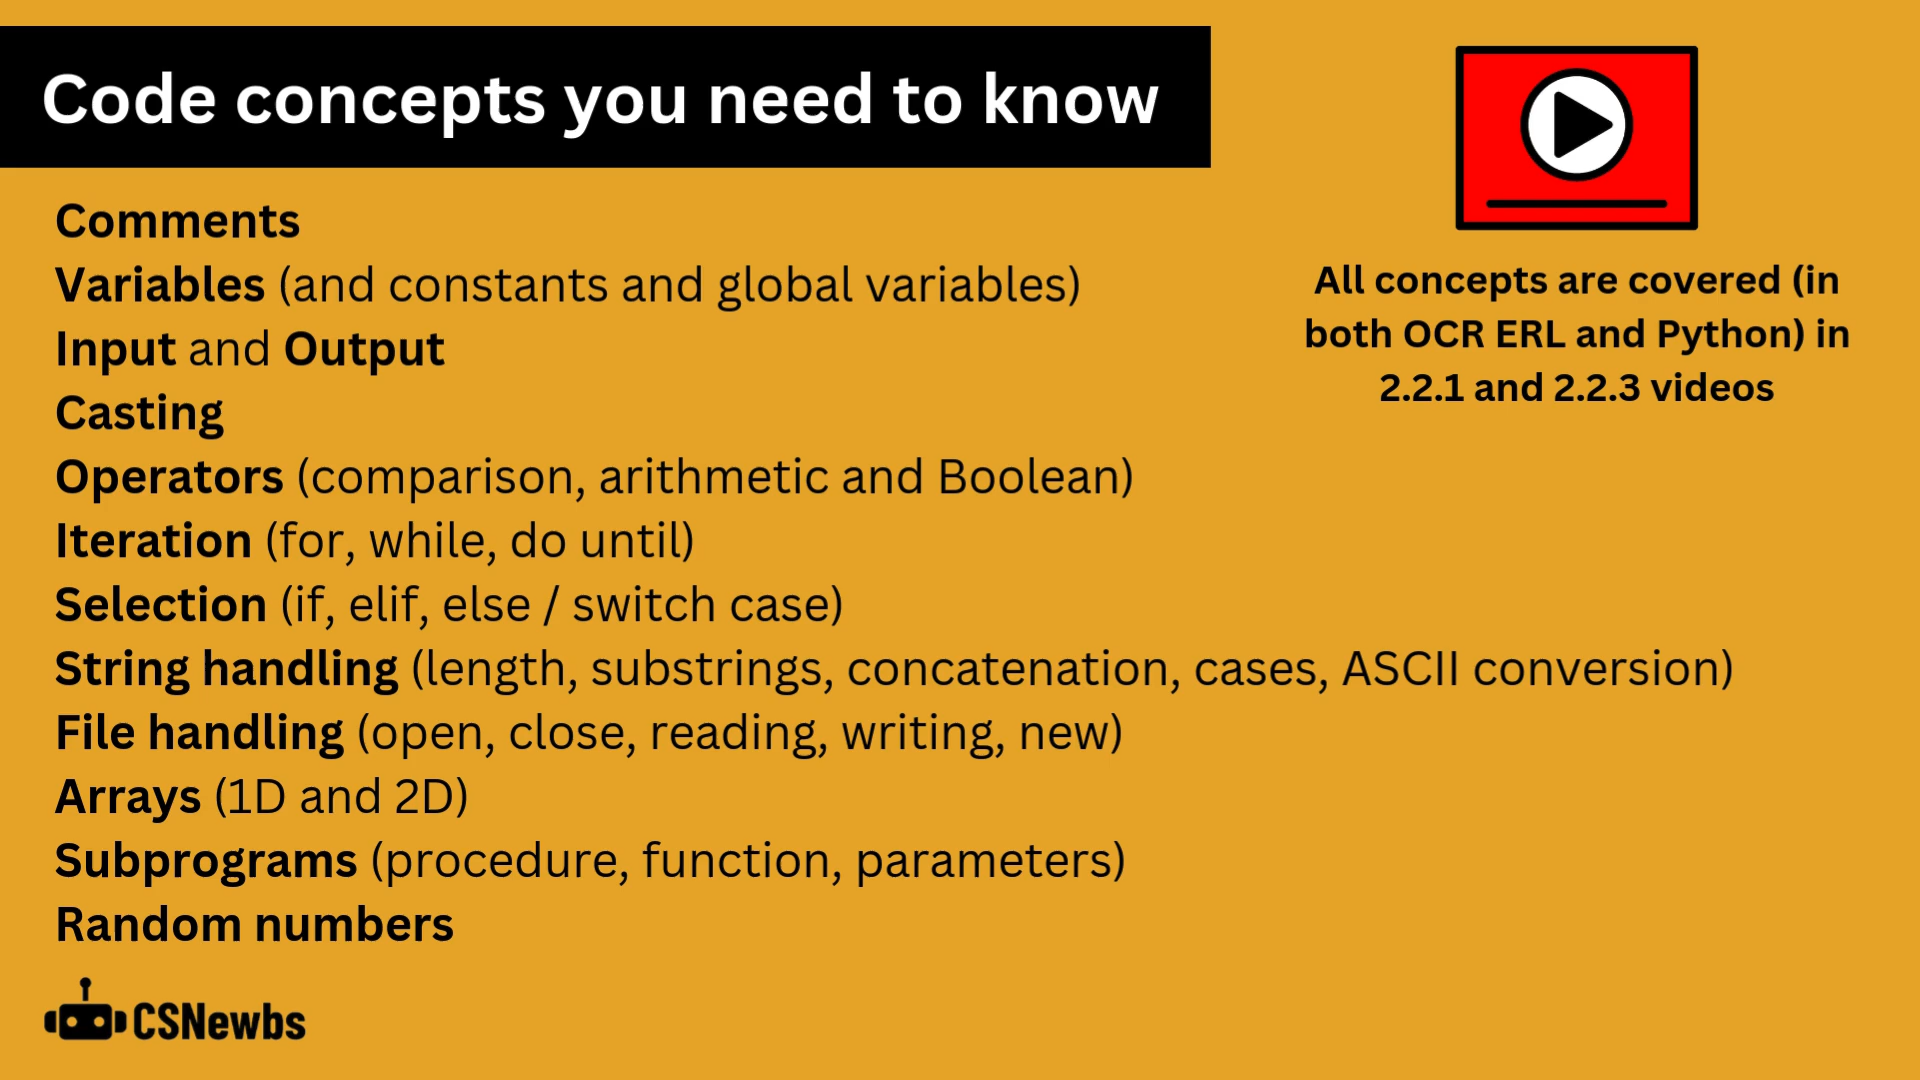 Code concepts you need to know
Comments
Variables (and constants and global variables)
Input and Output
Casting
Operators (comparison, arithmetic and Boolean)
Iteration (for, while, do until)
Selection (if, elif, else / switch case)
String handling (length, substrings, concatenation, cases, ASCII conversion)
File handling (open, close, reading, writing, new)
Arrays (1D and 2D)
Subprograms (procedure, function, parameters)
Random numbers
All concepts are covered (in
both OCR ERL and Python) in
2.2.1 and 2.2.3 videos
CSNewbs